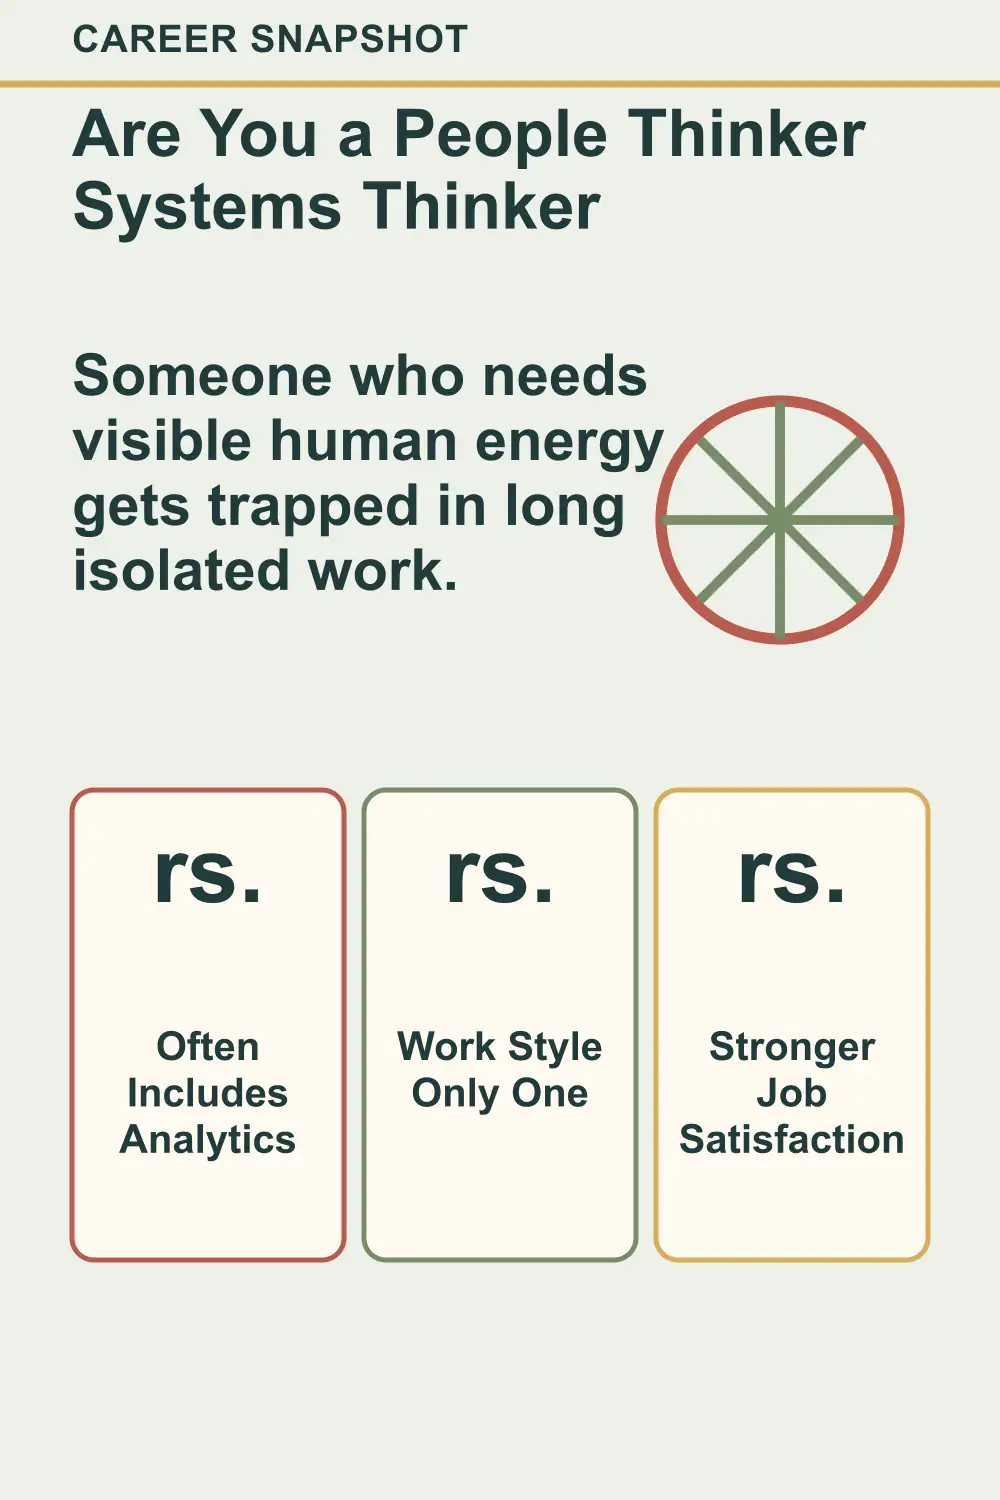 CAREER SNAPSHOT
Are You a People Thinker
Systems Thinker
Someone who needs
visible human energy
gets trapped in long
isolated work.
rs.
Often
Includes
Analytics
rs.
Work Style
Only One
rs.
Stronger
Job
Satisfaction